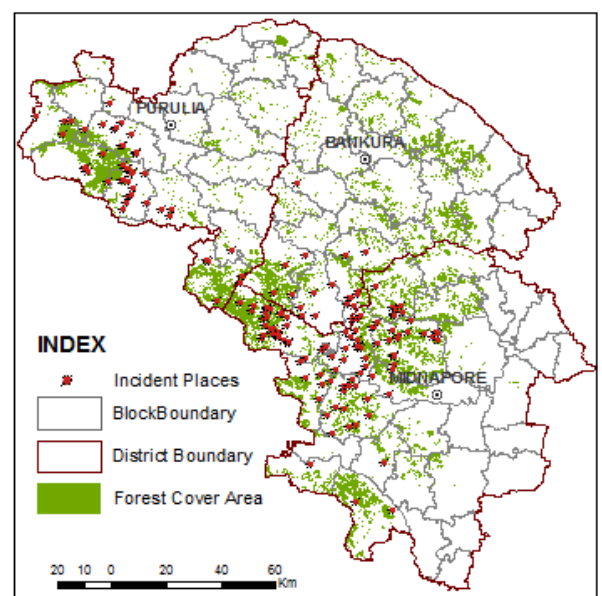 PURULIA
BANKURA
MIDNAPORE
INDEX
Incident Places
BlockBoundary
District Boundary
Forest Cover Area
20 10 0 20 40 60
Km